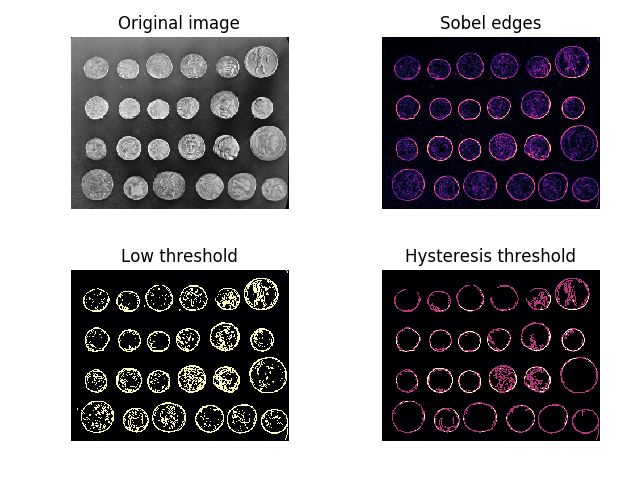 Original image
Sobel edges
Low threshold
Hysteresis threshold